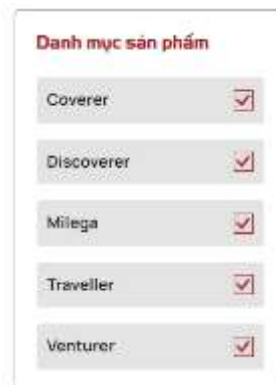 Danh mục sản phẩm
Coverer
Discoverer
Milega
Traveller
Venturer